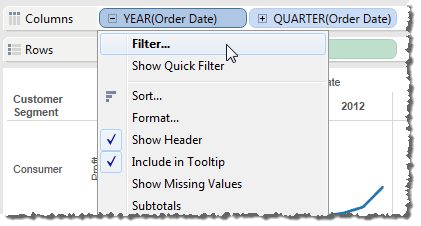 Columns YEAR(Order Date) QUARTER(Order Date)
Rows
Filter...
Show Quick Filter
Sort...
Format...
Show Header
Include in Tooltip
Show Missing Values
Subtotals
Customer
Segment
2012
Consumer